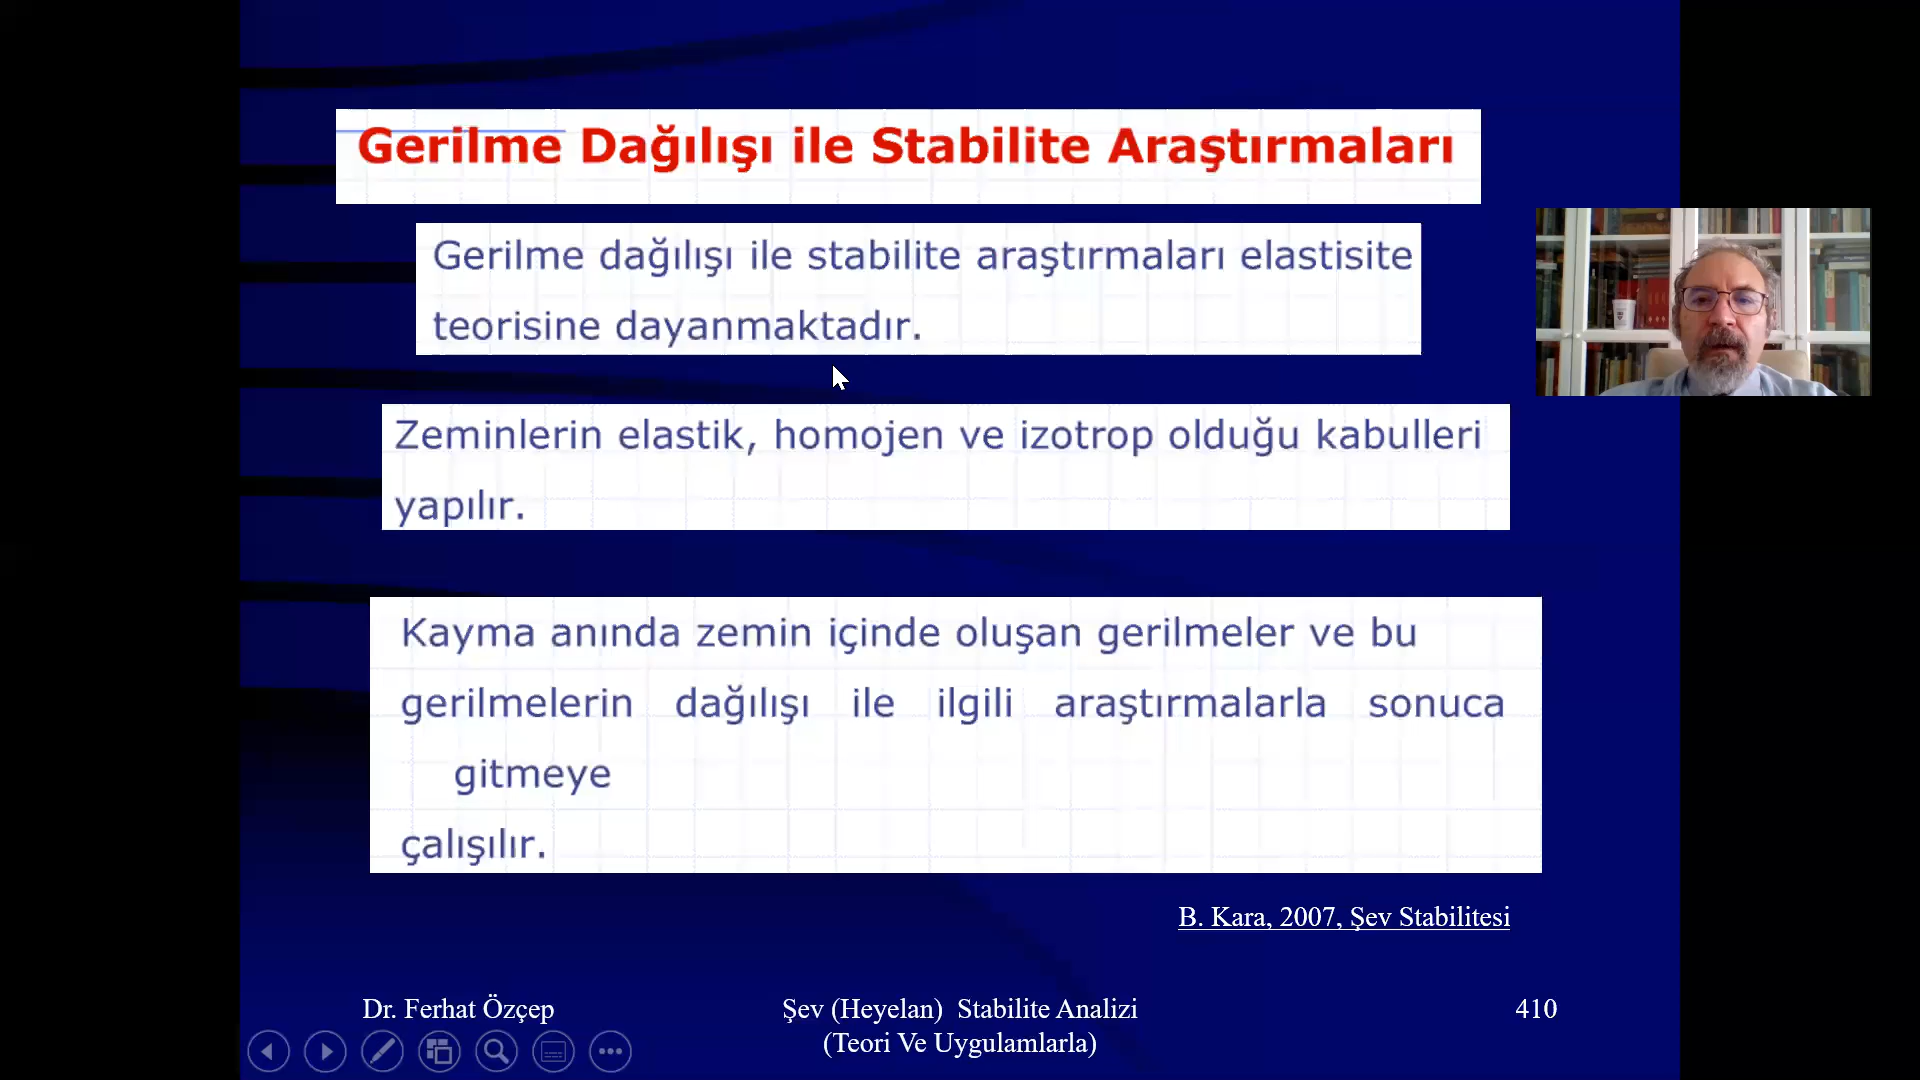 Gerilme Dağılışı ile Stabilite Araştırmaları
Gerilme dağılışı ile stabilite araştırmaları elastisite
teorisine dayanmaktadır.
Zeminlerin elastik, homojen ve izotrop olduğu kabulleri
yapılır.
Kayma anında zemin içinde oluşan gerilmeler ve bu
gerilmelerin dağılışı ile ilgili araştırmalarla sonuca
gitmeye
çalışılır.
B. Kara, 2007, Şev Stabilitesi
Dr. Ferhat Özçep
Şev (Heyelan) Stabilite Analizi
(Teori Ve Uygulamlarla)
410